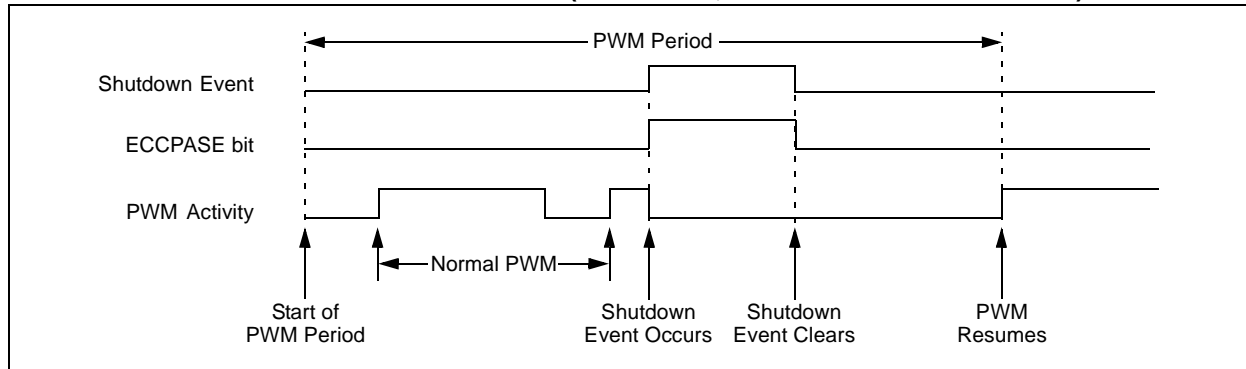 PWM Period
Shutdown Event
ECCPASE bit
PWM Activity
Normal PWM
Start of
PWM Period
Shutdown
Event Occurs
Shutdown
Event Clears
PWM
Resumes